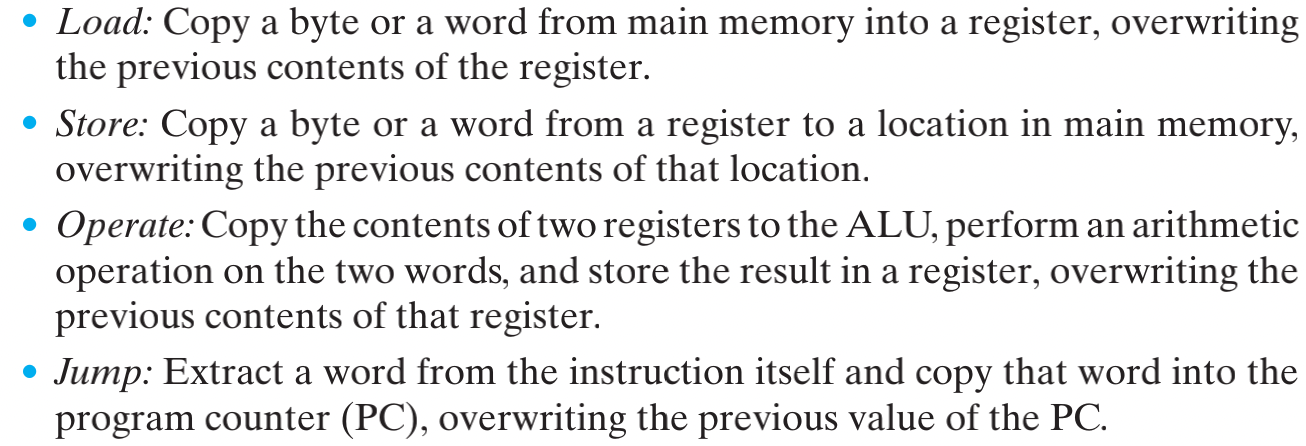 • Load: Copy a byte or a word from main memory into a register, overwriting
the previous contents of the register.
• Store: Copy a byte or a word from a register to a location in main memory,
overwriting the previous contents of that location.
• Operate: Copy the contents of two registers to the ALU, perform an arithmetic
operation on the two words, and store the result in a register, overwriting the
previous contents of that register.
• Jump: Extract a word from the instruction itself and copy that word into the
program counter (PC), overwriting the previous value of the PC.